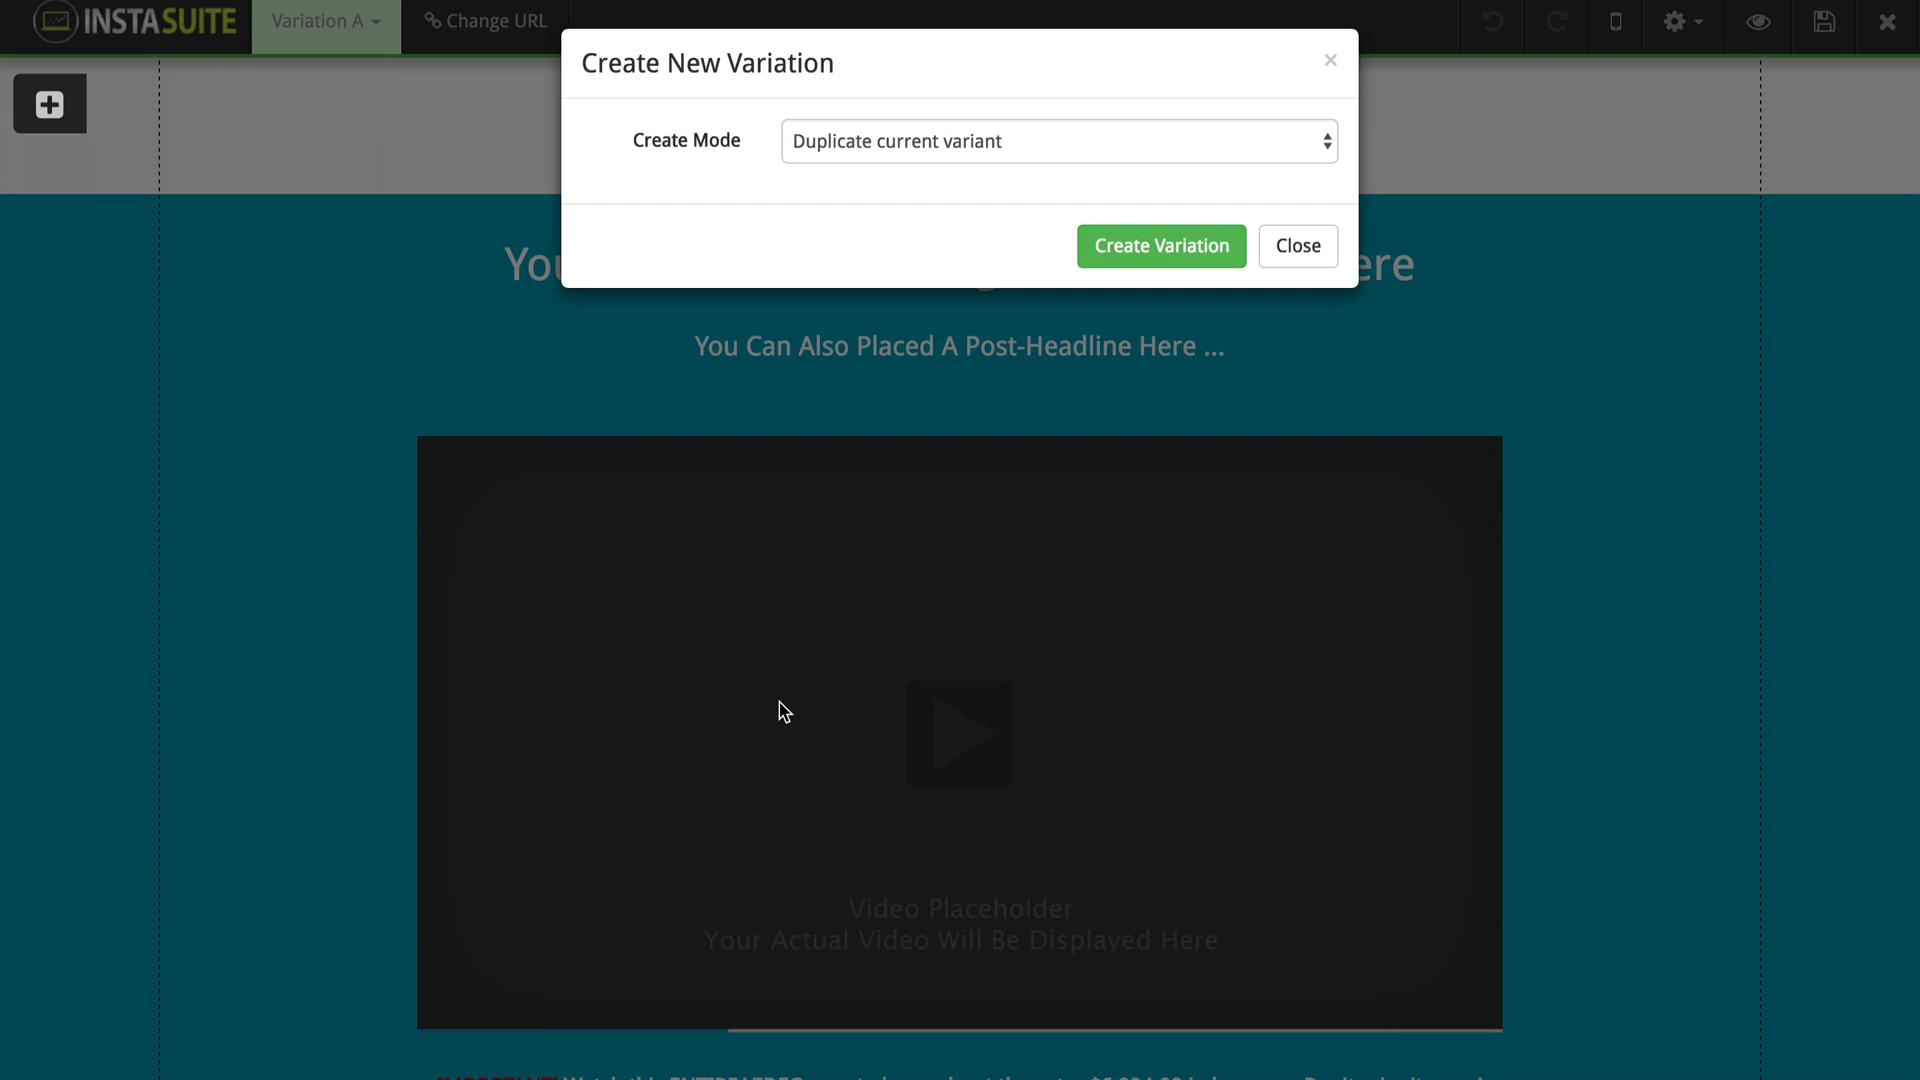 INSTASUITE
Variation A
Change URL
Create New Variation
×
Create Mode
Duplicate current variant
Create Variation
Close
You
ere
You Can Also Placed A Post-Headline Here ...
Video Placeholder
Your Actual Video Will Be Displayed Here